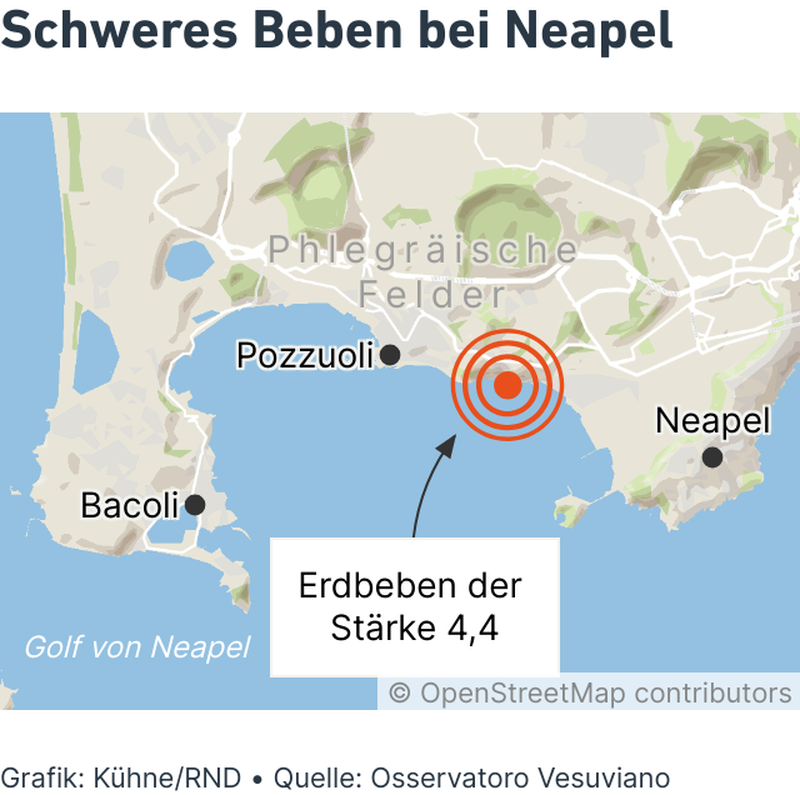 Schweres Beben bei Neapel
Phlegräische
Felder
Pozzuoli
Neapel
Bacoli
Erdbeben der
Stärke 4,4
Golf von Neapel
© OpenStreetMap contributors
Grafik: Kühne/RND • Quelle: Osservatoro Vesuviano